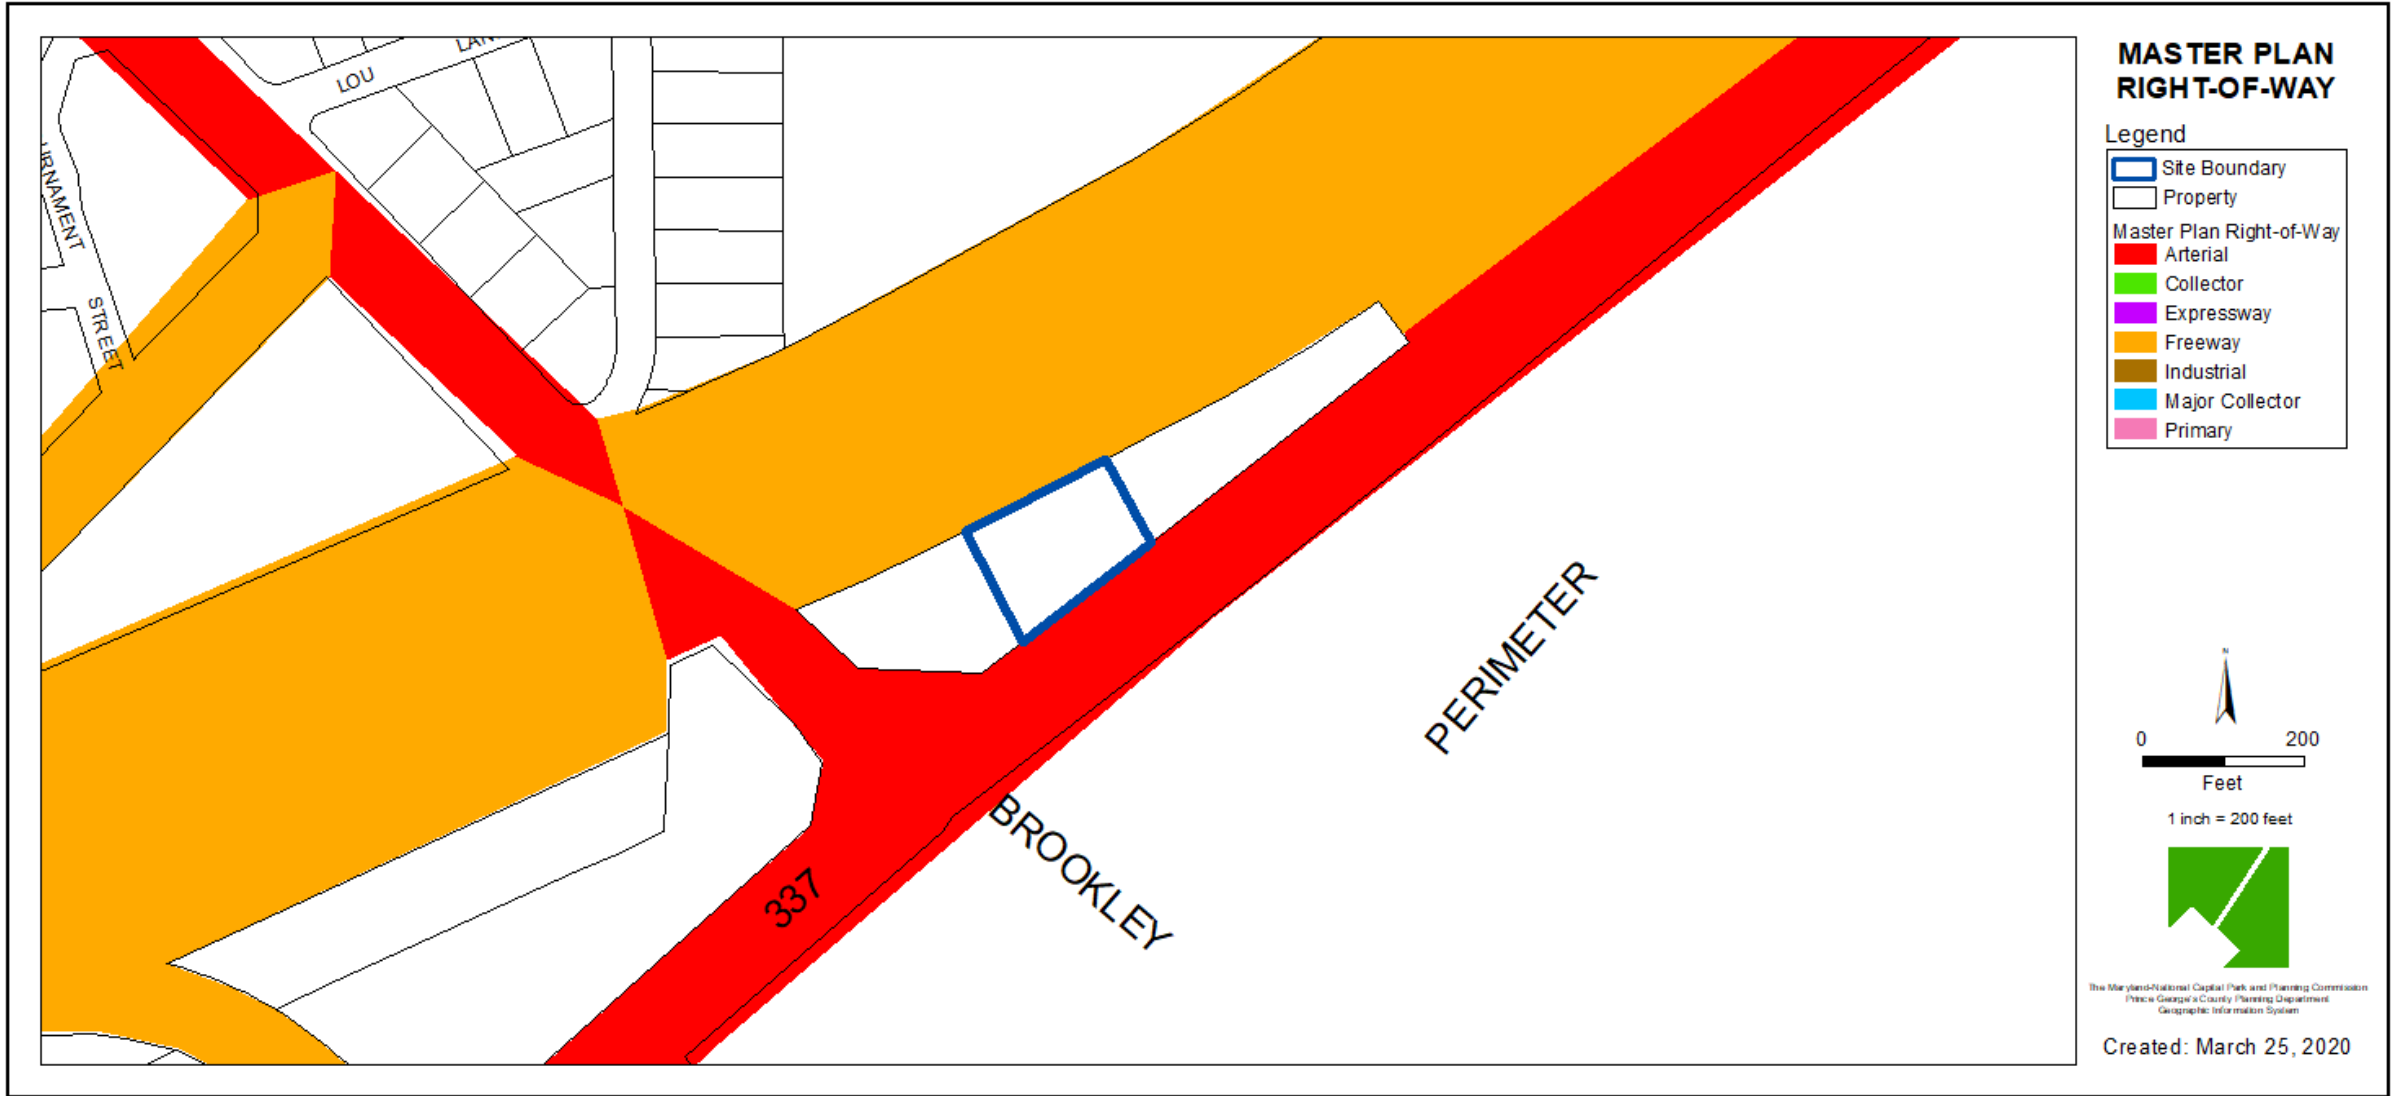 MASTER PLAN
RIGHT-OF-WAY
Legend
Site Boundary
Property
Master Plan Right-of-Way
Arterial
Collector
Expressway
Freeway
Industrial
Major Collector
Primary
LOU
STREET
PERIMETER
BROOKLEY
337
N
0 200
Feet
1 inch = 200 feet
The Maryland-National Capital Park and Planning Commission
Prince George's County Planning Department
Geographic Information System
Created: March 25, 2020